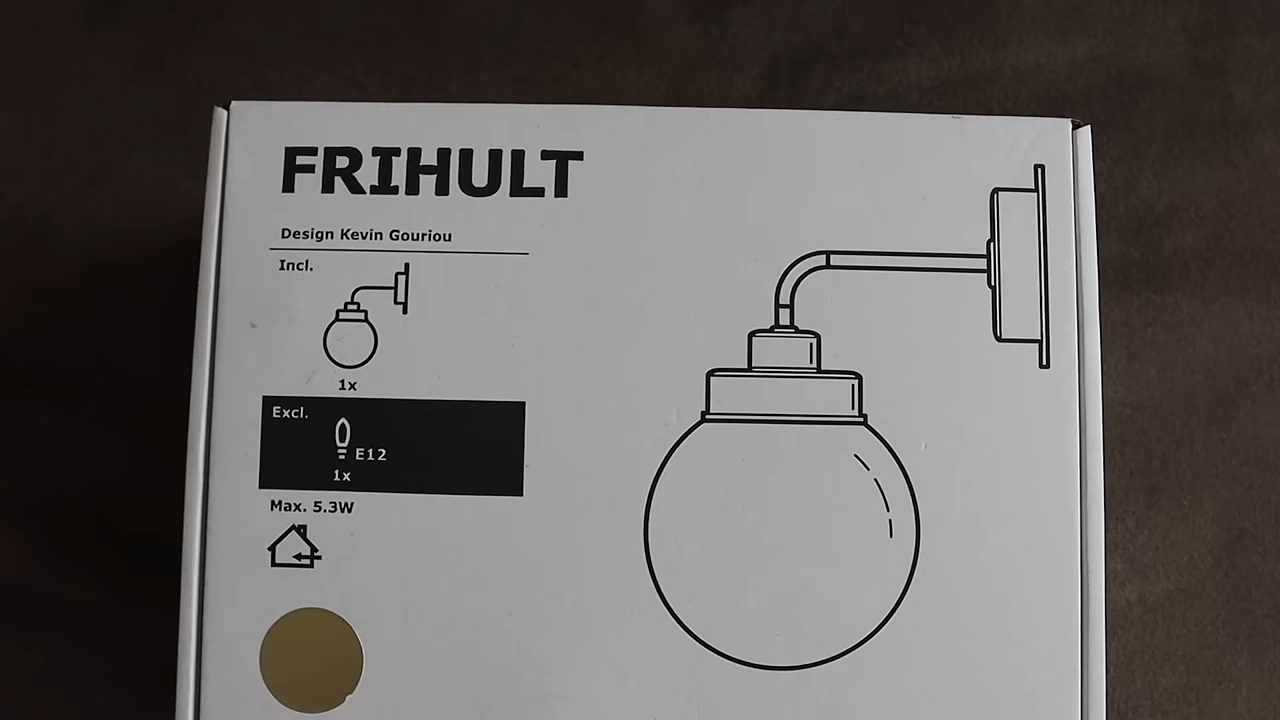 FRIHULT
Design Kevin Gouriou
Incl.
1x
Excl.
E12
1x
Max. 5.3W